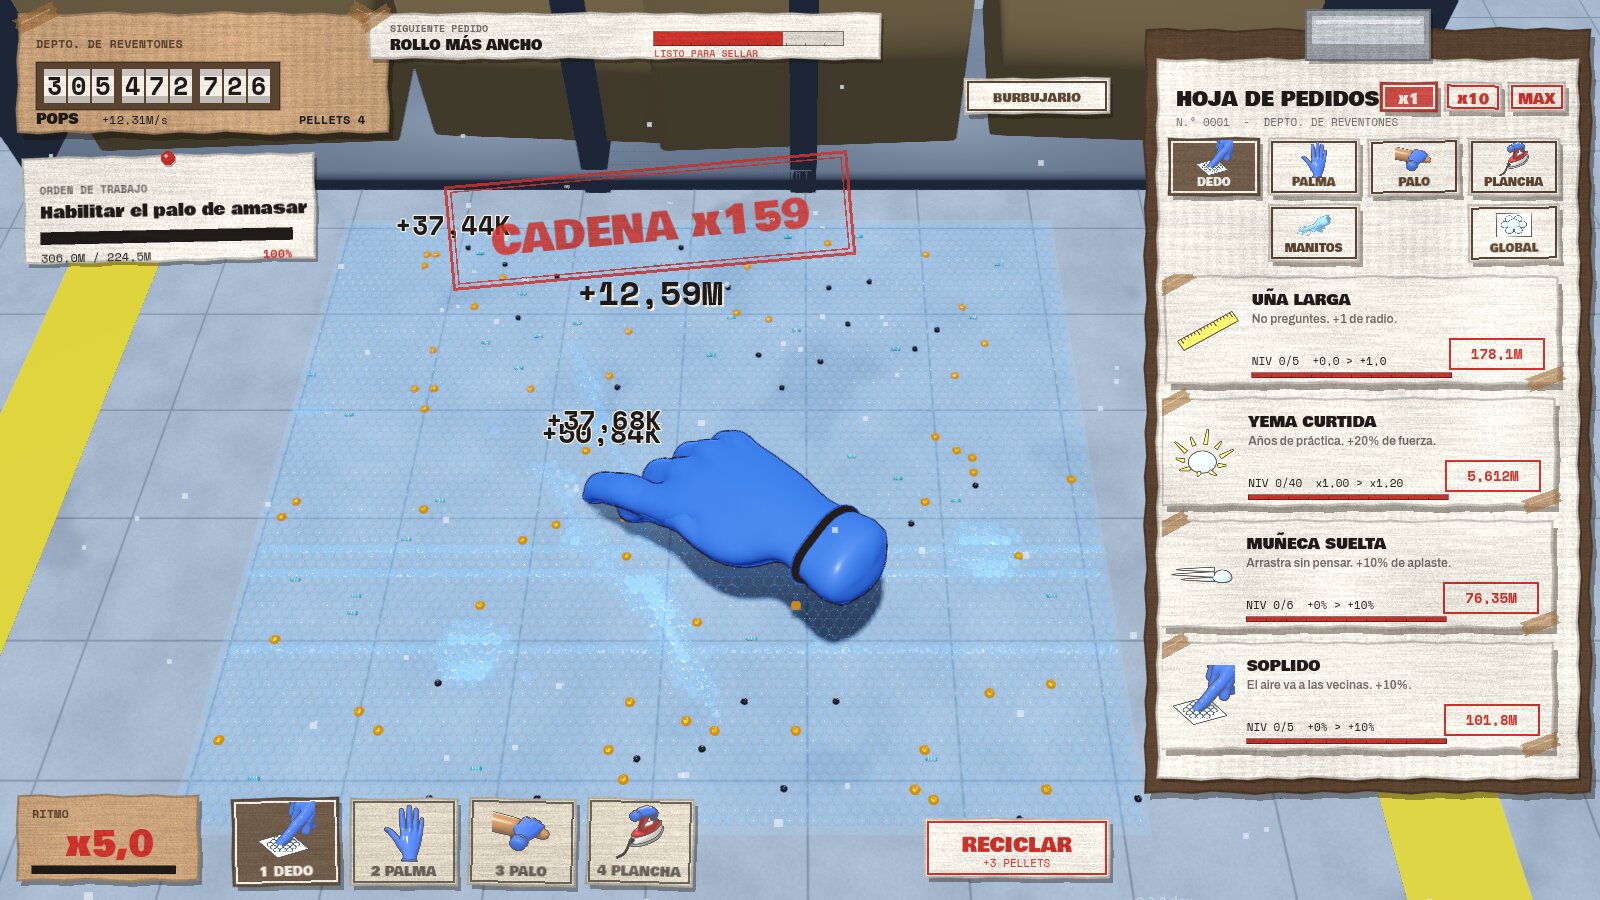 DEPTO. DE REVENTONES
305 472 726
POPS +12,31M/s PELLETS 4
SIGUIENTE PEDIDO
ROLLO MÁS ANCHO
LISTO PARA SELLAR
BURBUJARIO
ORDEN DE TRABAJO
Habilitar el palo de amasar
306,0M / 224,5M 100%
+37,44K
CADENA x159
+12,59M
+37,68K
HOJA DE PEDIDOS x1 x10 MAX
N.° 0001 - DEPTO. DE REVENTONES
DEDO PALMA PALO PLANCHA
MANITOS GLOBAL
UÑA LARGA
No preguntes. +1 de radio.
NIV 0/5 +0,0 > +1,0 178,1M
YEMA CURTIDA
Años de práctica. +20% de fuerza.
NIV 0/40 x1,00 > x1,20 5,612M
MUÑECA SUELTA
Arrastra sin pensar. +10% de aplaste.
NIV 0/6 +0% > +10% 76,35M
SOPLIDO
El aire va a las vecinas. +10%.
NIV 0/5 +0% > +10% 101,8M
RITMO
x5,0
1 DEDO 2 PALMA 3 PALO 4 PLANCHA
RECICLAR
+3 PELLETS